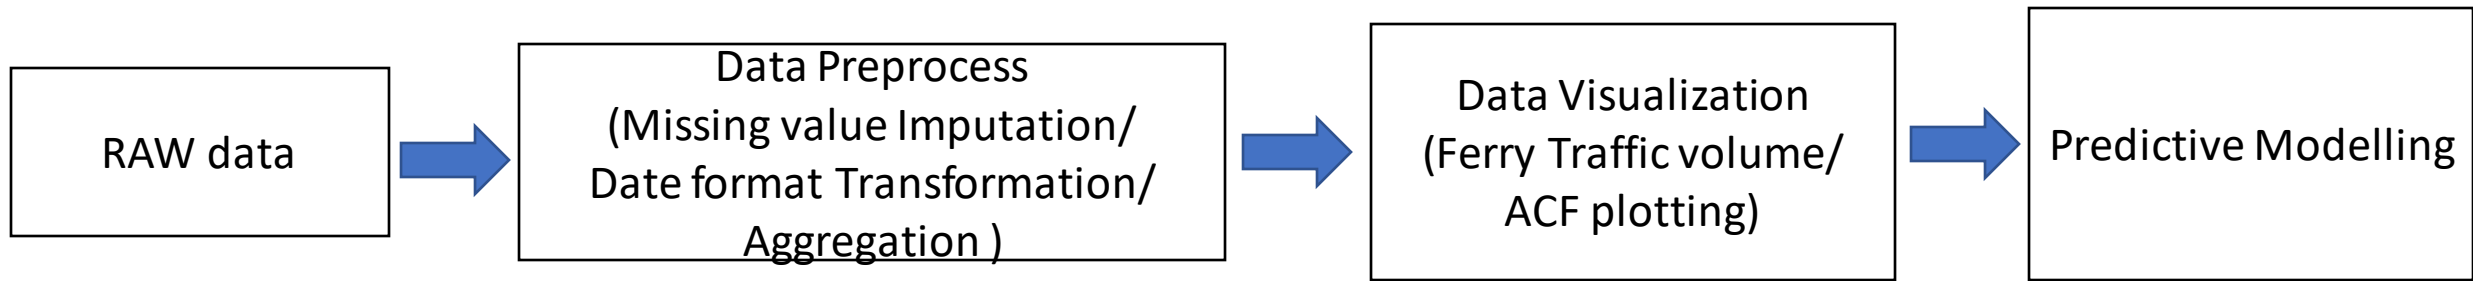 RAW data
Data Preprocess
(Missing value Imputation/
Date format Transformation/
Aggregation )
Data Visualization
(Ferry Traffic volume/
ACF plotting)
Predictive Modelling